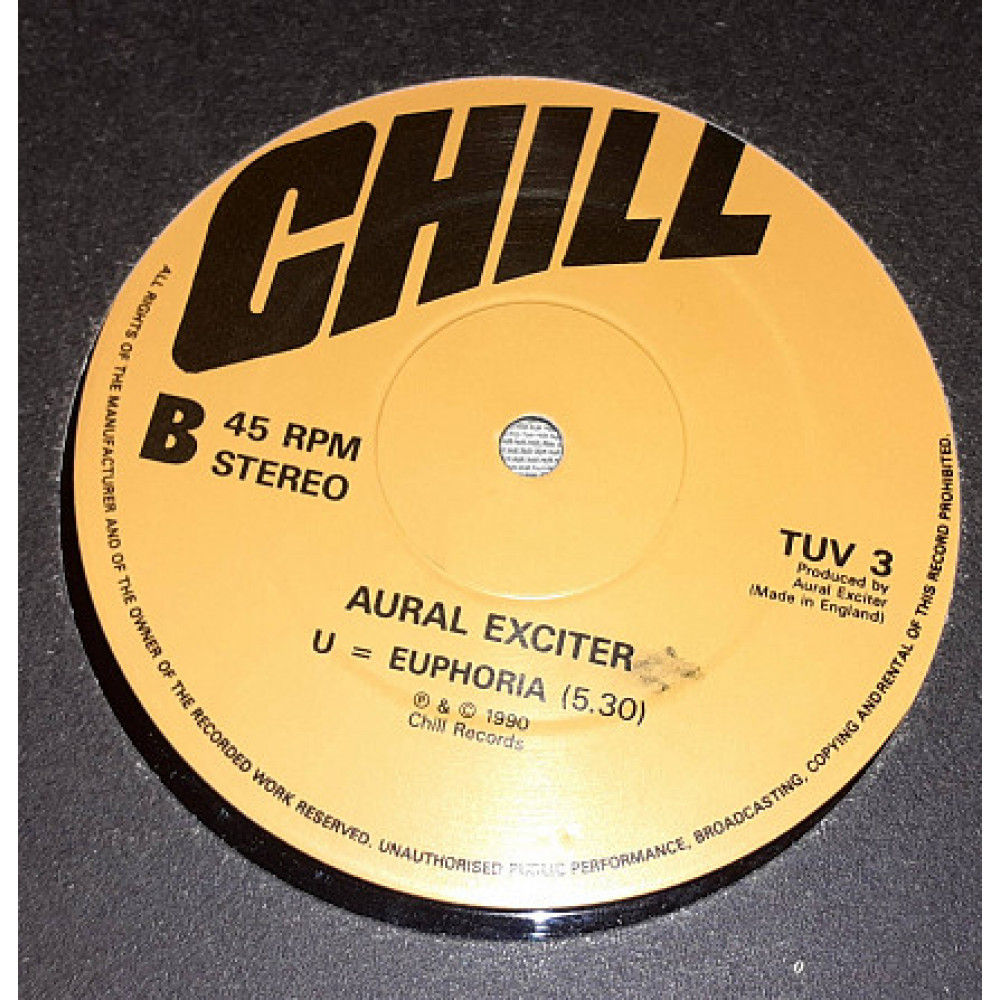 CHILL
B
45 RPM
STEREO
TUV 3
Produced by
Aural Exciter
(Made in England)
AURAL EXCITER
U = EUPHORIA (5.30)
℗ & © 1990
Chill Records
ALL RIGHTS OF THE MANUFACTURER AND OF THE OWNER OF THE RECORDED WORK RESERVED. UNAUTHORISED PUBLIC PERFORMANCE, BROADCASTING, COPYING AND RENTAL OF THIS RECORD PROHIBITED.